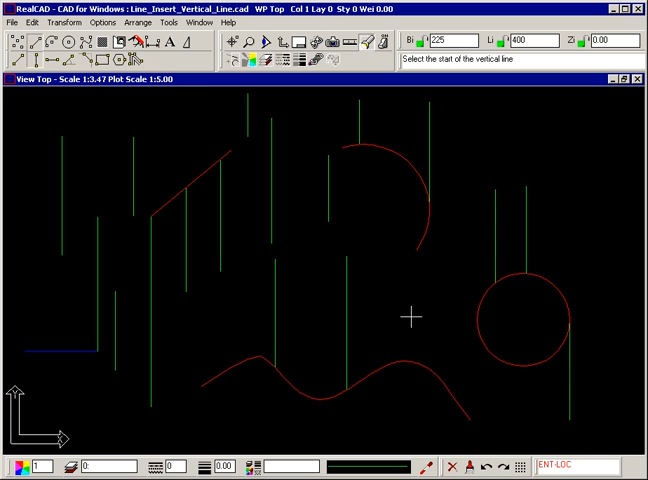 RealCAD - CAD for Windows : Line_Insert_Vertical_Line.cad WP Top Col 1 Lay 0 Sty 0 Wei 0.00
File Edit Transform Options Arrange Tools Window Help
Bi 225 Li 400 Zi 0.00
Select the start of the vertical line
View Top - Scale 1:3.47 Plot Scale 1:5.00
Y
X
1 0: 0 0.00 ENT-LOC